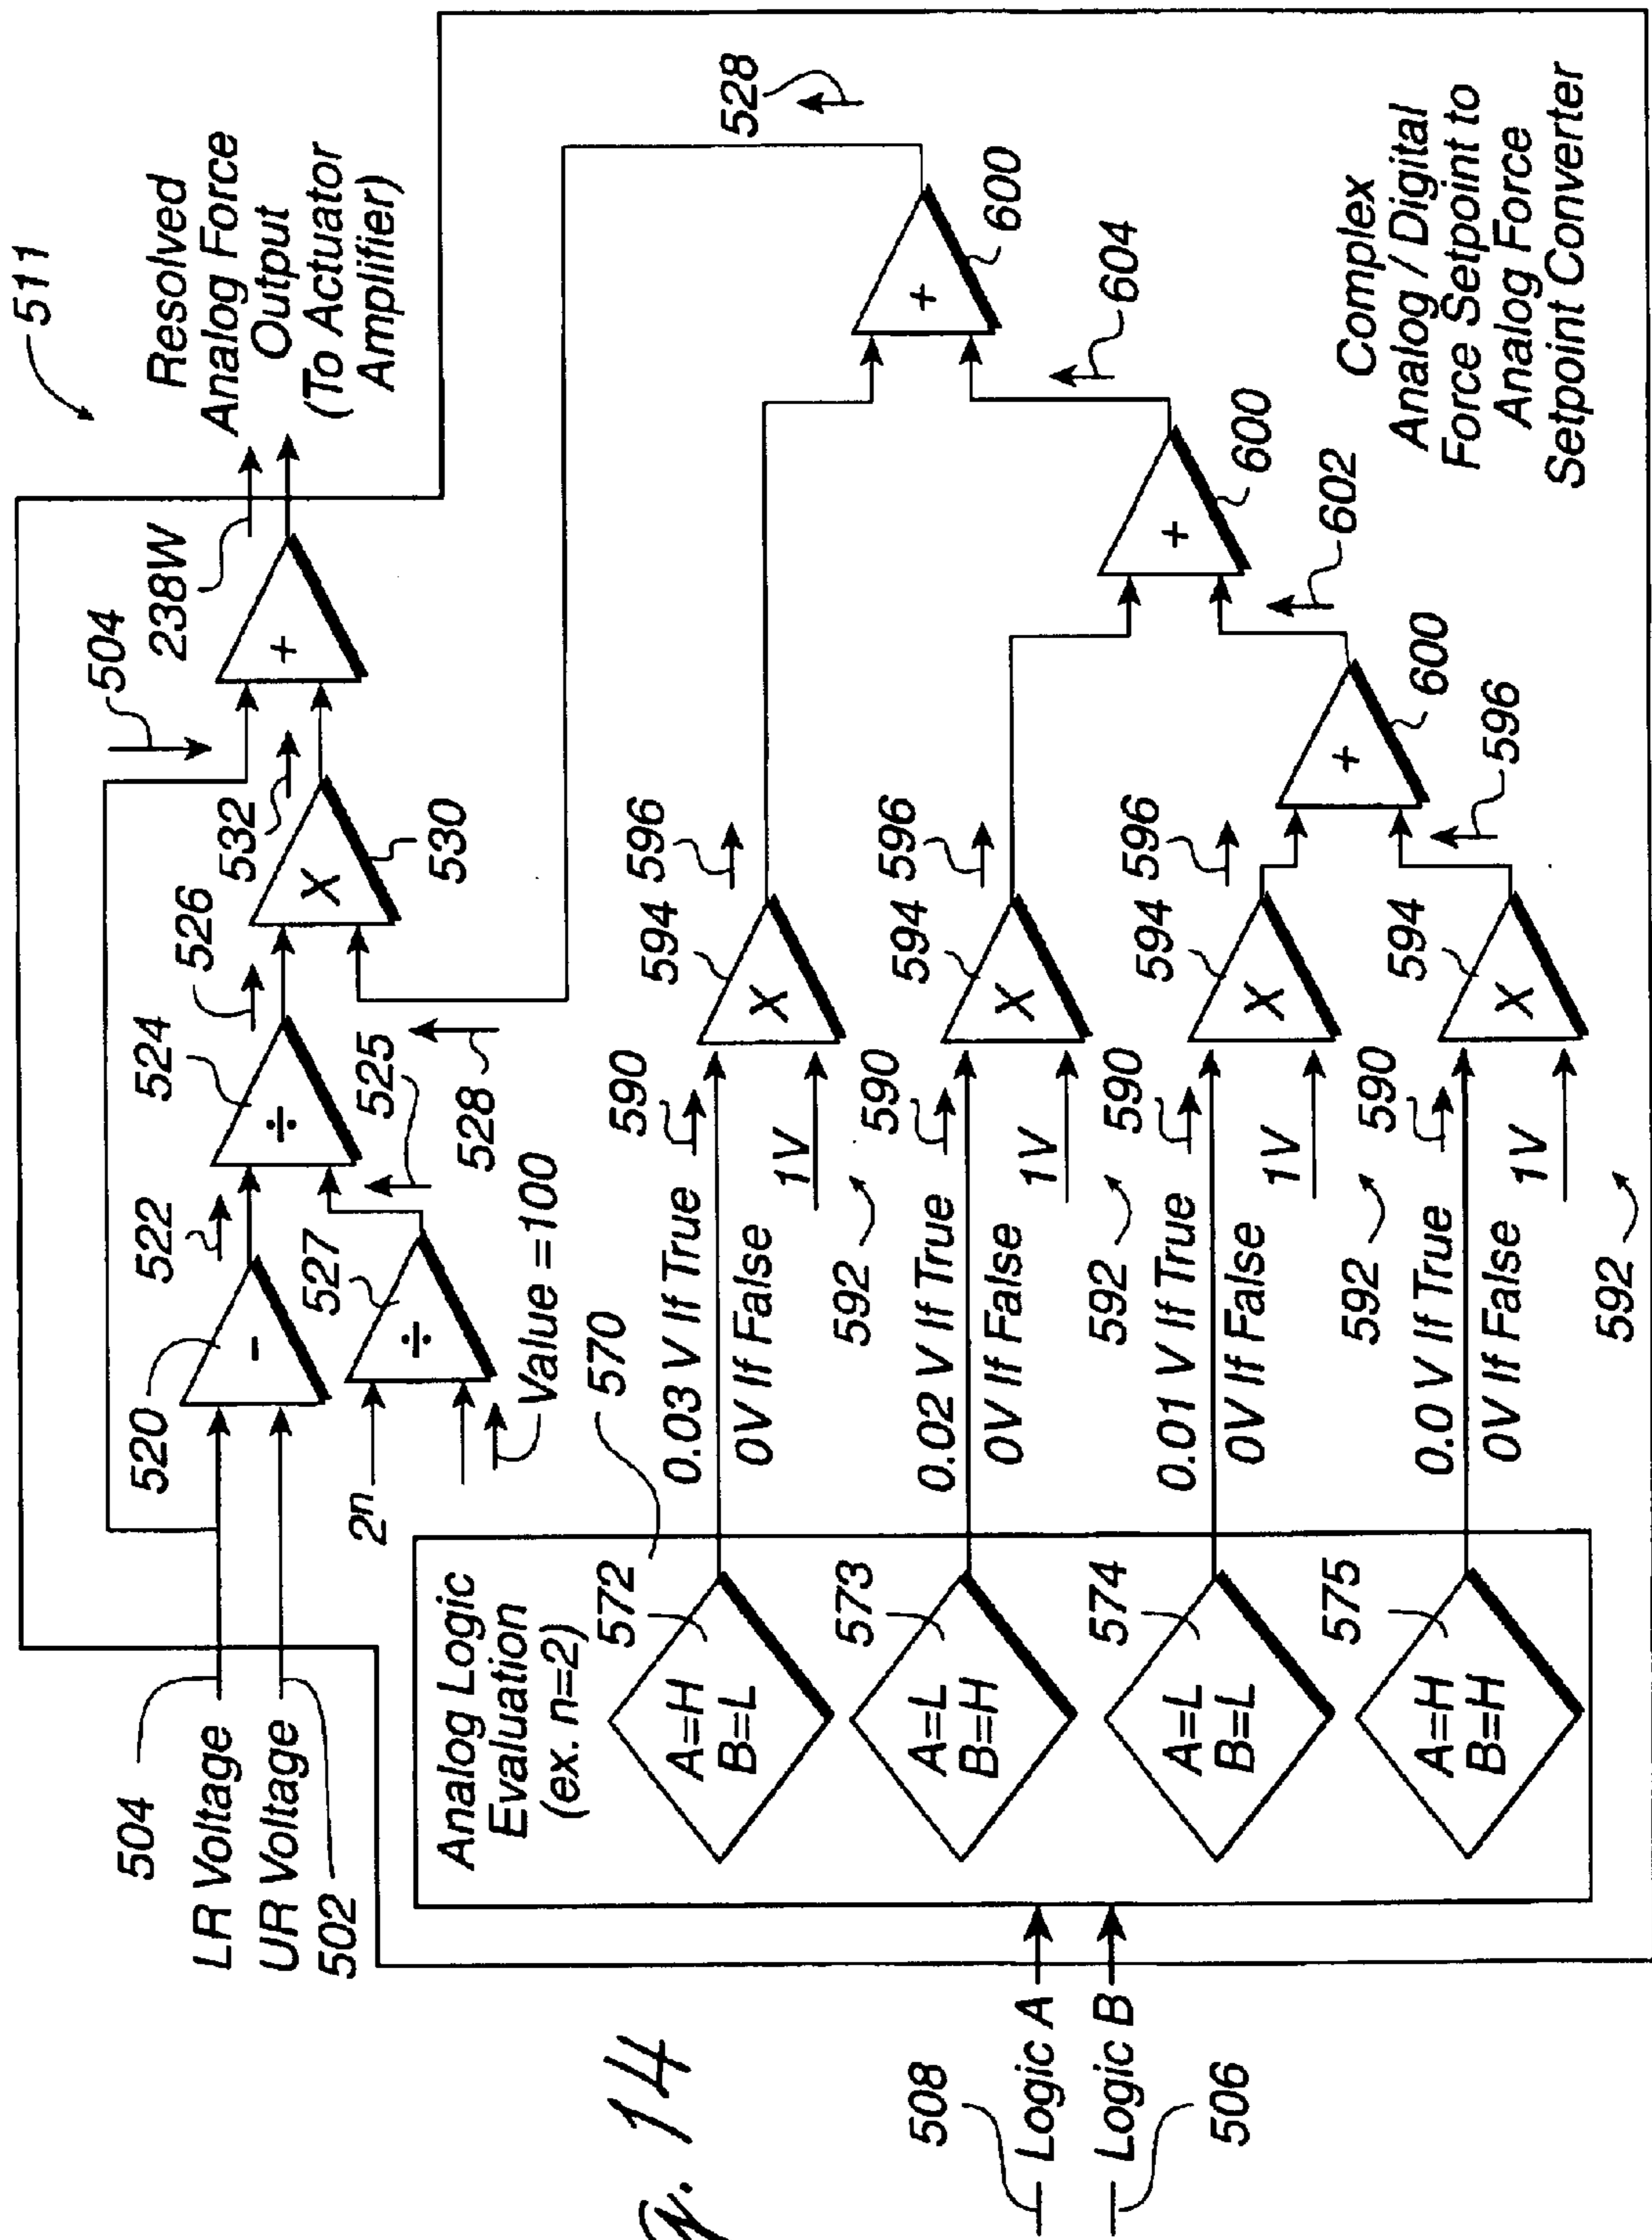 511
Resolved
Analog Force
Output
(To Actuator
Amplifier)
504
238W
532
526
+
X
530
524
÷
525
528
522
520
-
527
÷
2n
Value = 100
504
LR Voltage
UR Voltage
502
528
600
+
604
600
+
602
600
+
596
596
596
596
594
X
594
X
594
X
594
X
590
1V
592
590
1V
592
590
1V
592
590
1V
592
0.03 V If True
0V If False
0.02 V If True
0V If False
0.01 V If True
0V If False
0.0 V If True
0V If False
570
Analog Logic
Evaluation
(ex. n=2)
572
A=H
B=L
573
A=L
B=H
574
A=L
B=L
575
A=H
B=H
508
Logic A
Logic B
506
Complex
Analog / Digital
Force Setpoint to
Analog Force
Setpoint Converter
14